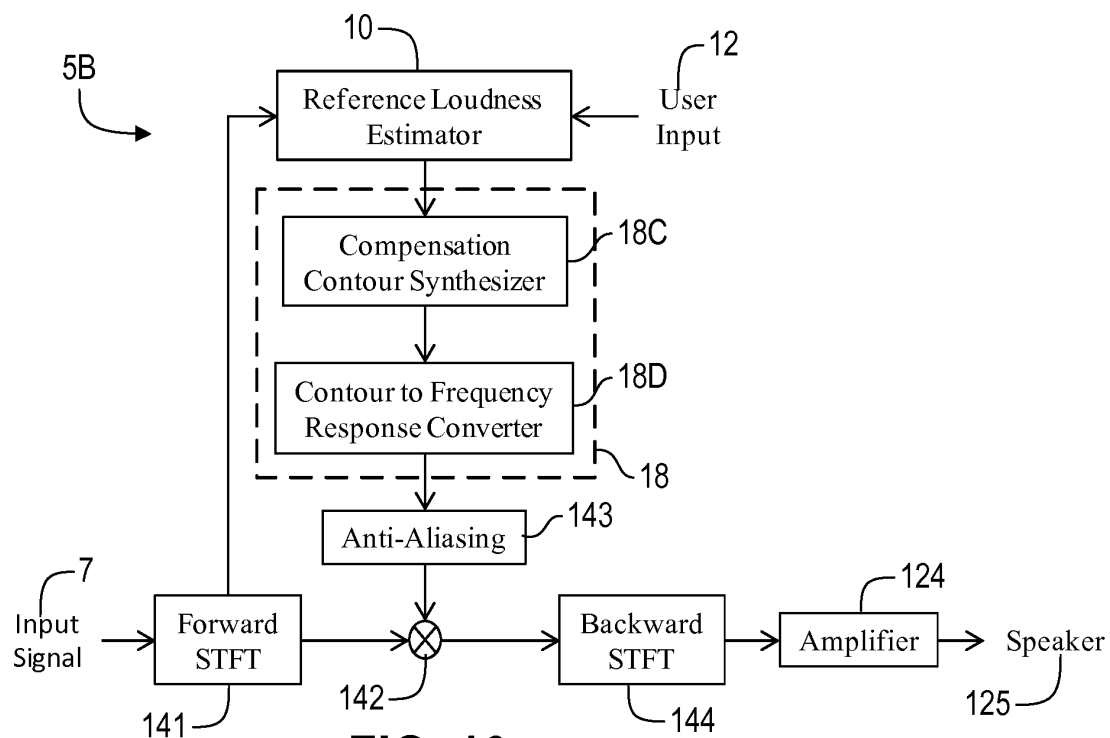 10
12
5B
Reference Loudness
Estimator
User
Input
Compensation
Contour Synthesizer
18C
Contour to Frequency
Response Converter
18D
18
Anti-Aliasing
143
7
Input
Signal
Forward
STFT
141
142
Backward
STFT
144
124
Amplifier
Speaker
125